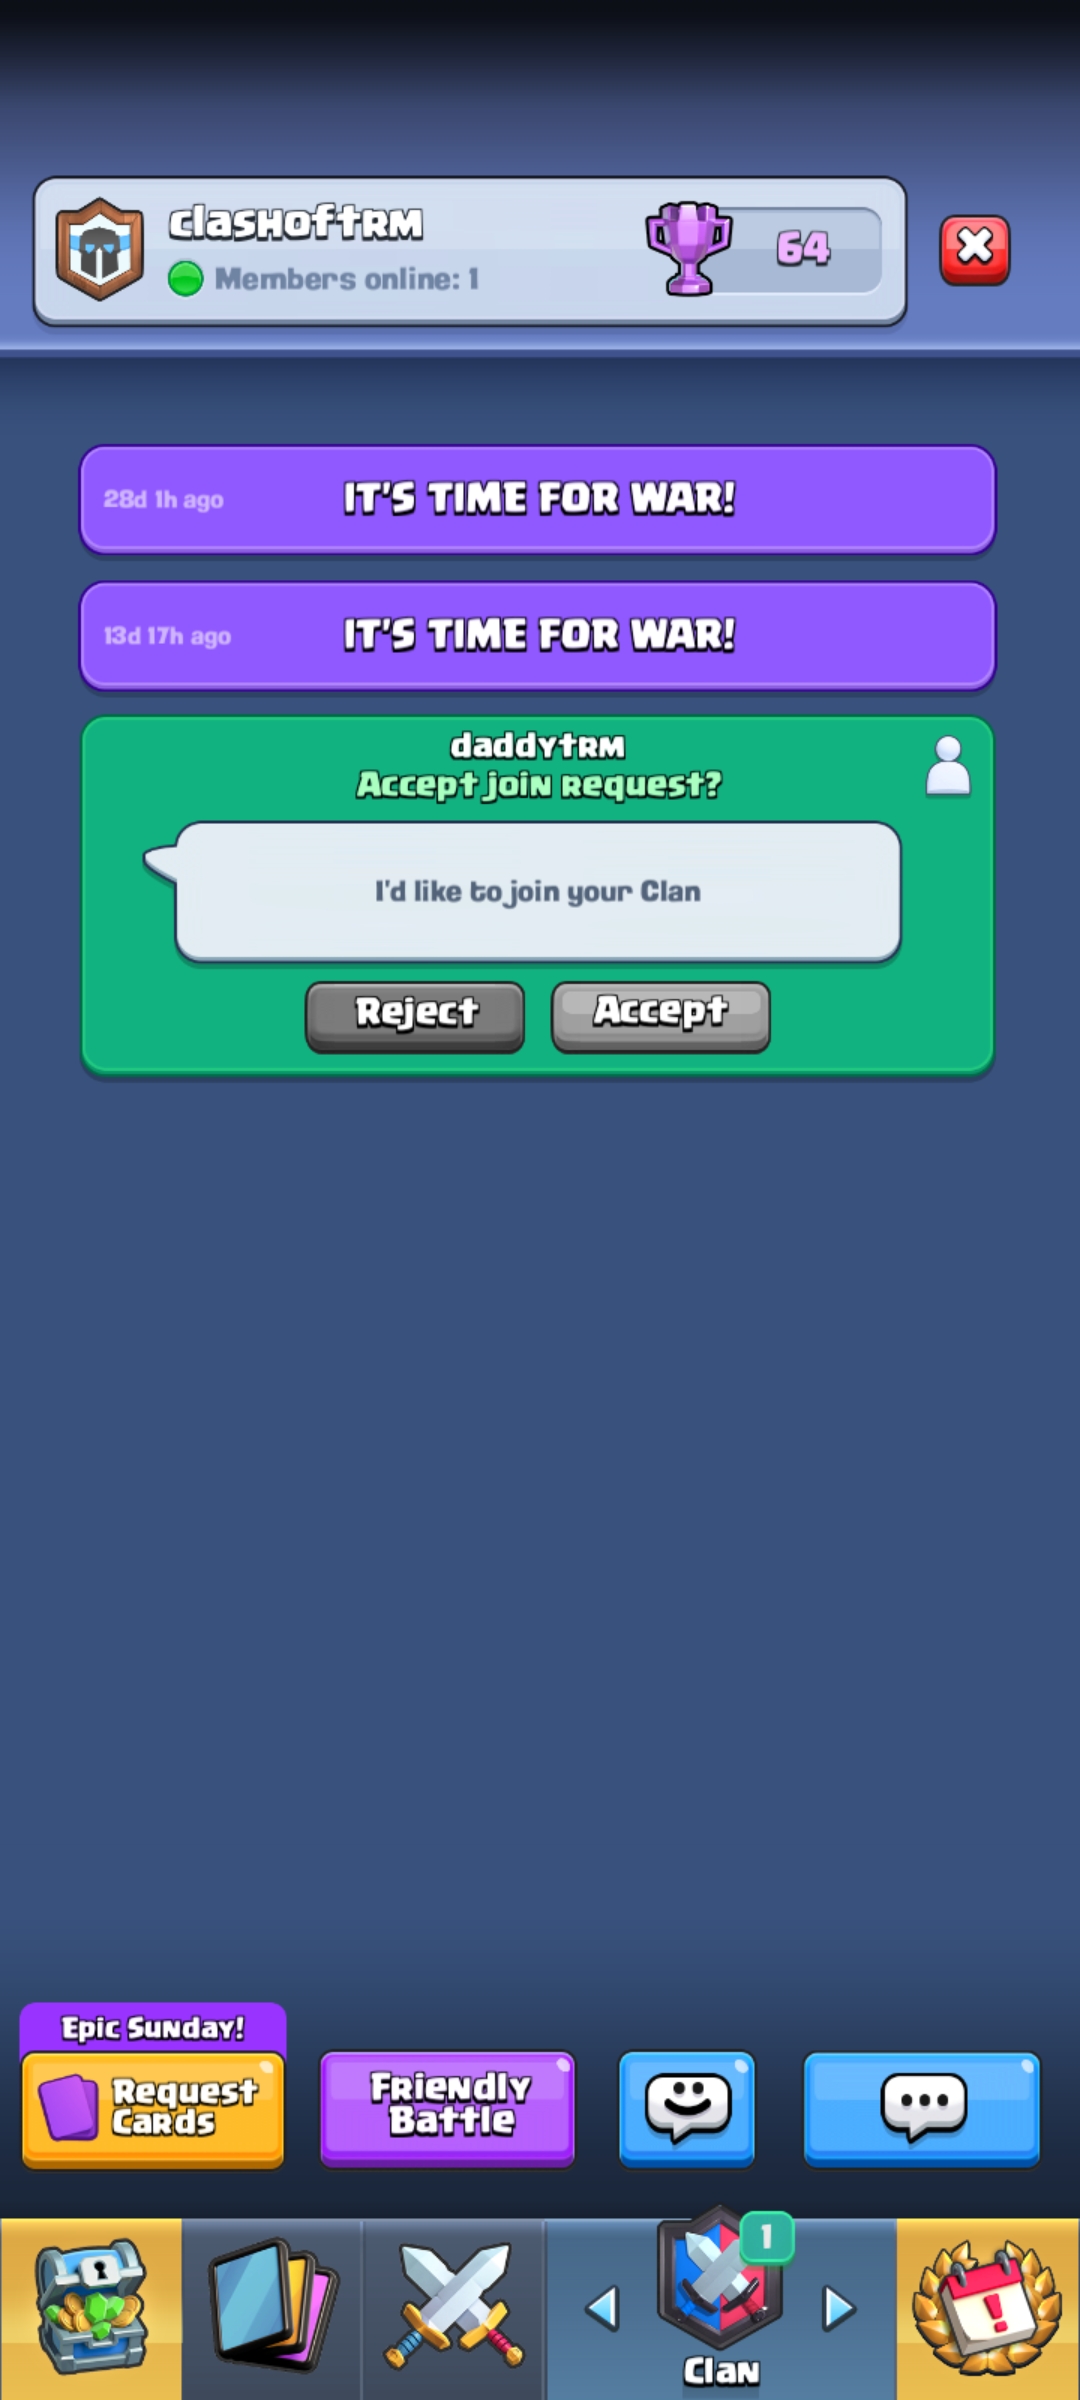 clashoftRM
Members online: 1
64
28d 1h ago
IT'S TIME FOR WAR!
13d 17h ago
IT'S TIME FOR WAR!
daddytRM
Accept join request?
I'd like to join your Clan
Reject
Accept
Epic Sunday!
Request
Cards
Friendly
Battle
1
Clan